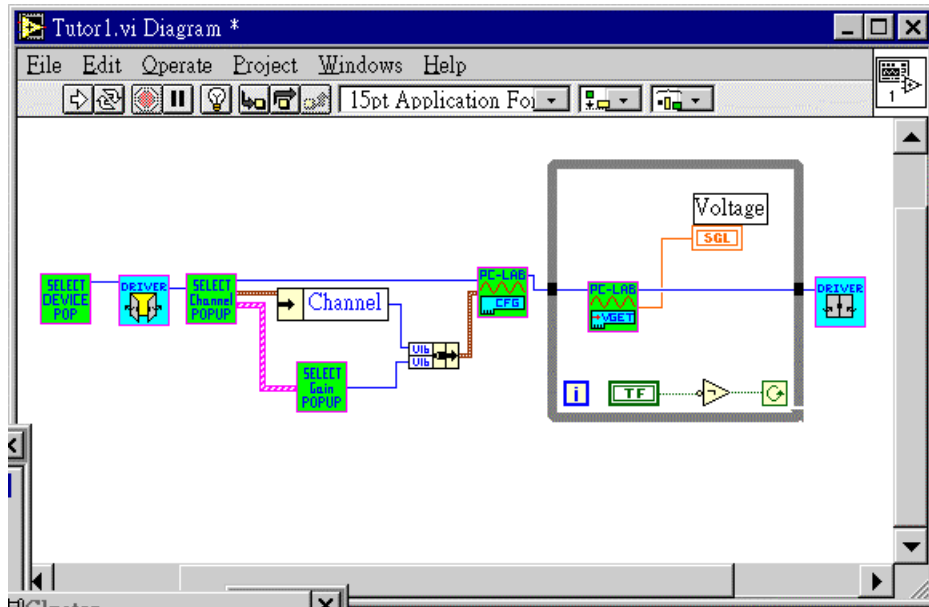 Tutor1.vi Diagram *
File Edit Operate Project Windows Help
15pt Application Fo
1
Voltage
SGL
SELECT
DEVICE
POP
DRIVER
SELECT
Channel
POPUP
Channel
PC-LAB
CFG
PC-LAB
VGET
DRIVER
U16
U16
SELECT
Gain
POPUP
i
TF
Cluster